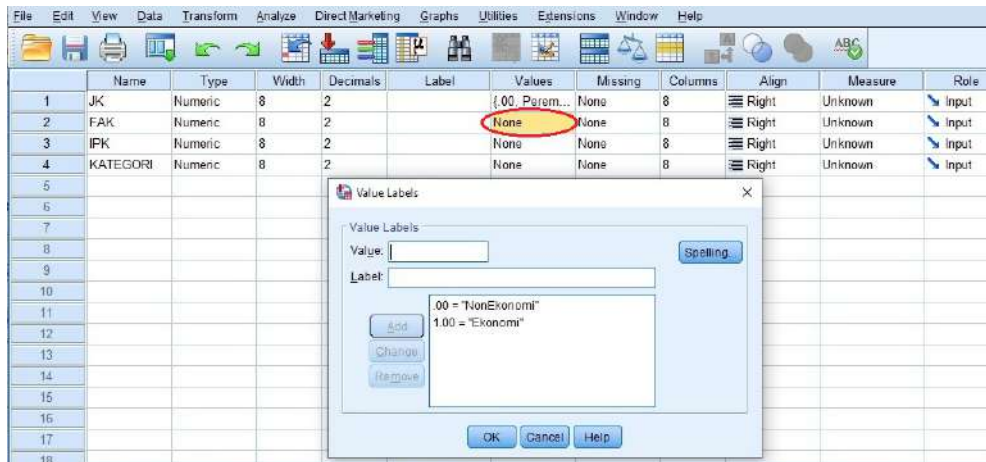 File Edit View Data Transform Analyze Direct Marketing Graphs Utilities Extensions Window Help
Name Type Width Decimals Label Values Missing Columns Align Measure Role
1 JK Numeric 8 2 {.00, Perem... None 8 Right Unknown Input
2 FAK Numeric 8 2 None None 8 Right Unknown Input
3 IPK Numeric 8 2 None None 8 Right Unknown Input
4 KATEGORI Numeric 8 2 None None 8 Right Unknown Input
5
6
7
8
9
10
11
12
13
14
15
16
17
18
Value Labels
Value Labels
Value:
Spelling...
Label:
.00 = "NonEkonomi"
1.00 = "Ekonomi"
Add
Change
Remove
OK Cancel Help